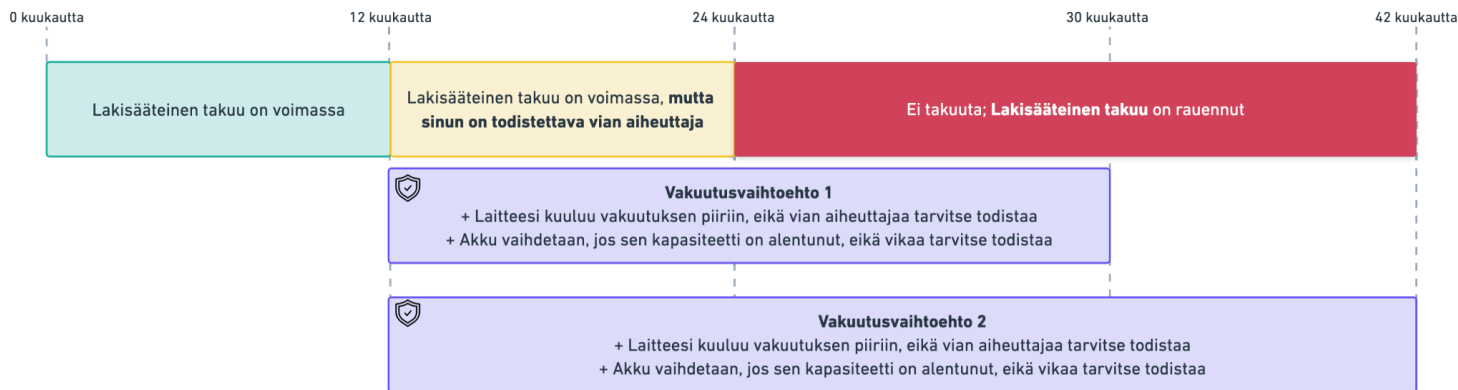 0 kuukautta
12 kuukautta
24 kuukautta
30 kuukautta
42 kuukautta
Lakisääteinen takuu on voimassa
Lakisääteinen takuu on voimassa, mutta
sinun on todistettava vian aiheuttaja
Ei takuuta; Lakisääteinen takuu on rauennut
Vakuutusvaihtoehto 1
+ Laitteesi kuuluu vakuutuksen piiriin, eikä vian aiheuttajaa tarvitse todistaa
+ Akku vaihdetaan, jos sen kapasiteetti on alentunut, eikä vikaa tarvitse todistaa
Vakuutusvaihtoehto 2
+ Laitteesi kuuluu vakuutuksen piiriin, eikä vian aiheuttajaa tarvitse todistaa
+ Akku vaihdetaan, jos sen kapasiteetti on alentunut, eikä vikaa tarvitse todistaa